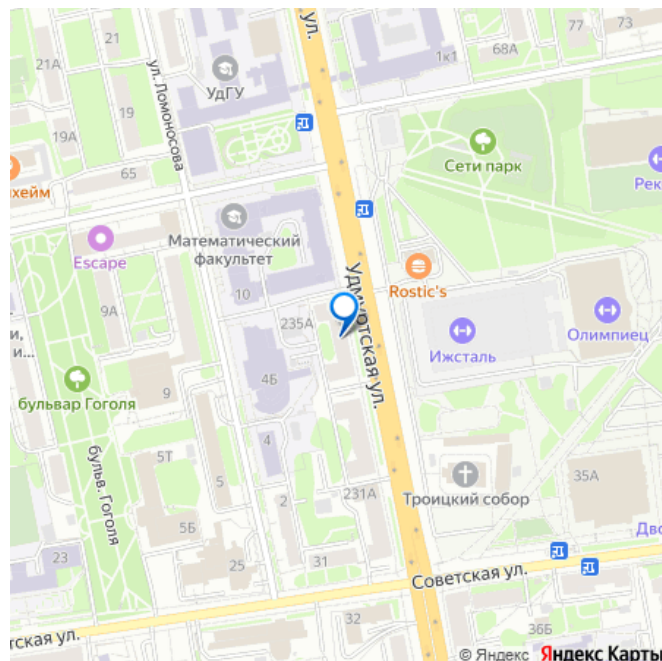 21
ул.
77
21А
68А
1к1
УдГУ
ул. Ломоносова
19
19А
Сети парк
65
Рек
хейм
Математический
факультет
Escape
10
Rostic's
9А
235А
Удмуртская ул.
Ижсталь
Олимпиец
и,
и...
4Б
бульвар Гоголя
9
4
бульв. Гоголя
5Т
5
231А
2
Троицкий собор
35А
5Б
Дво
23
25
31
Советская ул.
32
36Б
тская ул.
© Яндекс Яндекс Карты